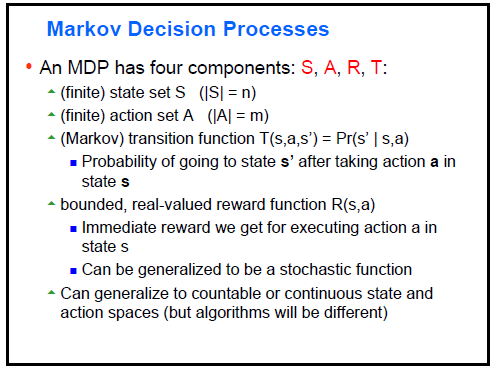 Markov Decision Processes
• An MDP has four components: S, A, R, T:
(finite) state set S (|S| = n)
(finite) action set A (|A| = m)
(Markov) transition function T(s,a,s’) = Pr(s’ | s,a)
Probability of going to state s’ after taking action a in
state s
bounded, real-valued reward function R(s,a)
Immediate reward we get for executing action a in
state s
Can be generalized to be a stochastic function
Can generalize to countable or continuous state and
action spaces (but algorithms will be different)